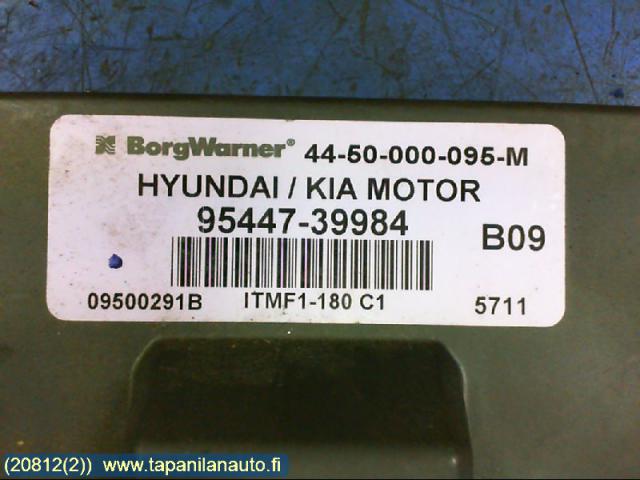 BorgWarner® 44-50-000-095-M
HYUNDAI / KIA MOTOR
95447-39984
B09
09500291B ITMF1-180 C1 5711
(20812(2)) www.tapanilanauto.fi